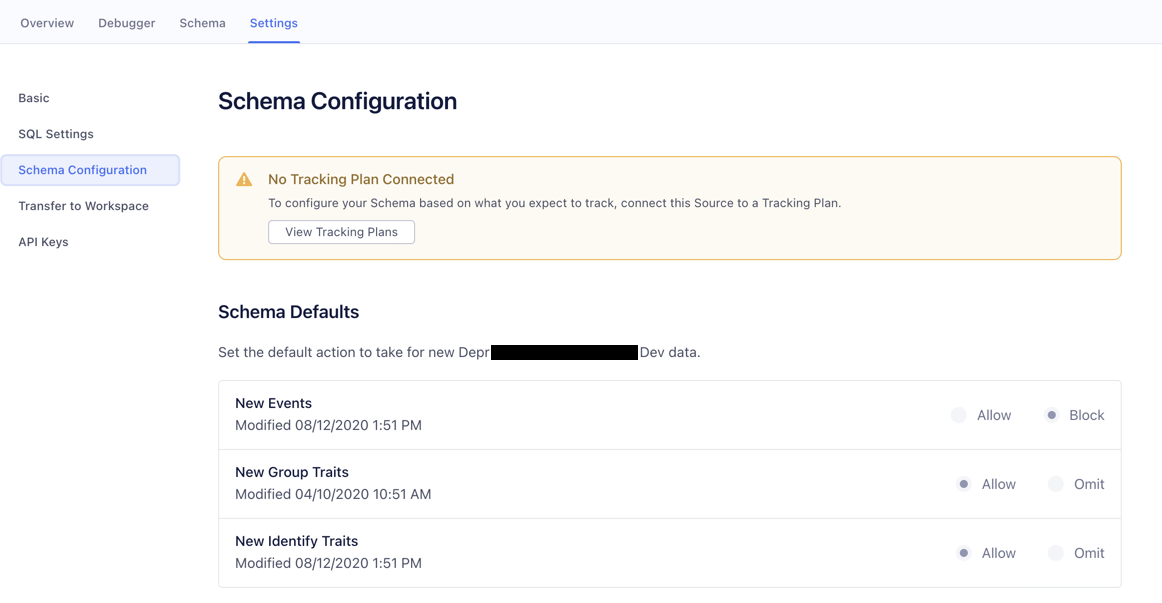 Overview Debugger Schema Settings
Basic
SQL Settings
Schema Configuration
Transfer to Workspace
API Keys
Schema Configuration
No Tracking Plan Connected
To configure your Schema based on what you expect to track, connect this Source to a Tracking Plan.
View Tracking Plans
Schema Defaults
Set the default action to take for new Depr Dev data.
New Events
Modified 08/12/2020 1:51 PM
Allow Block
New Group Traits
Modified 04/10/2020 10:51 AM
Allow Omit
New Identify Traits
Modified 08/12/2020 1:51 PM
Allow Omit